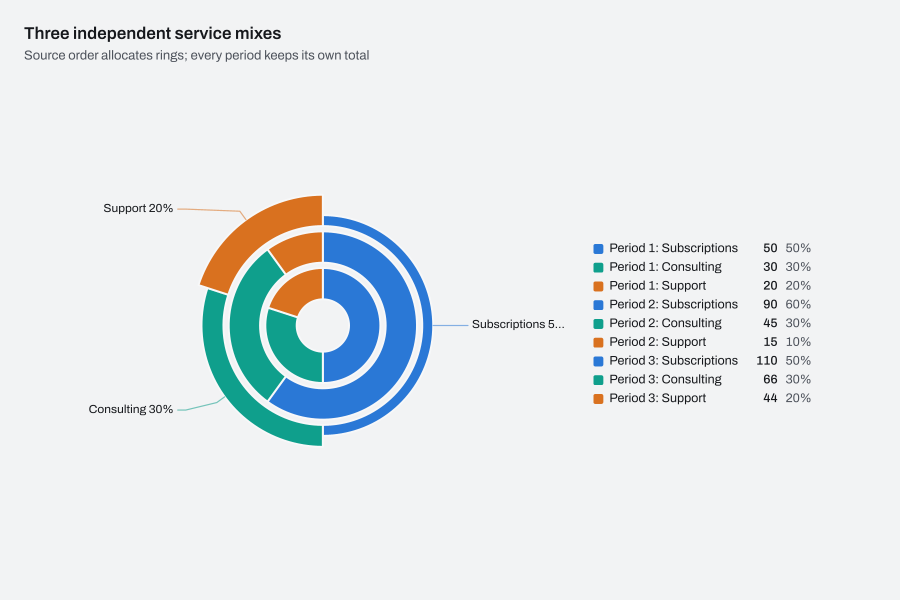 Three independent service mixes
Source order allocates rings; every period keeps its own total
Support 20%
Subscriptions 5...
Consulting 30%
Period 1: Subscriptions 50 50%
Period 1: Consulting 30 30%
Period 1: Support 20 20%
Period 2: Subscriptions 90 60%
Period 2: Consulting 45 30%
Period 2: Support 15 10%
Period 3: Subscriptions 110 50%
Period 3: Consulting 66 30%
Period 3: Support 44 20%